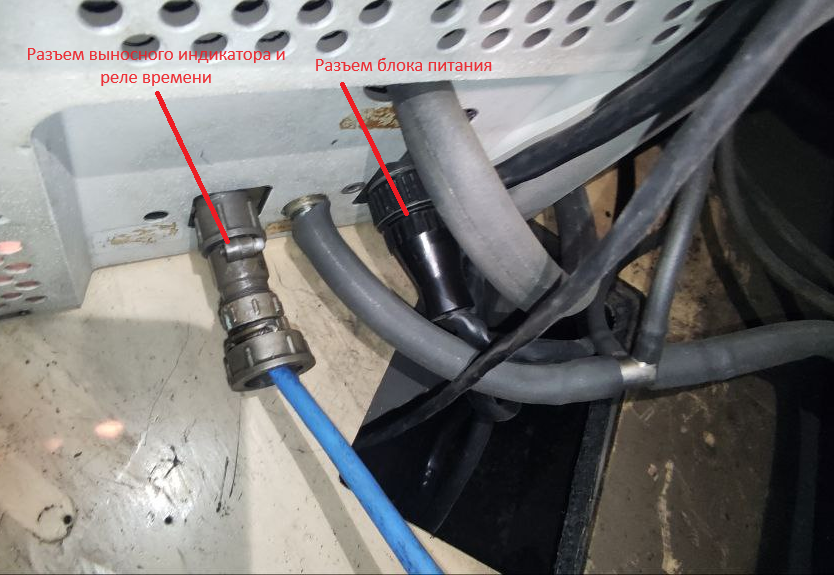 Разъем выносного индикатора и
реле времени
Разъем блока питания